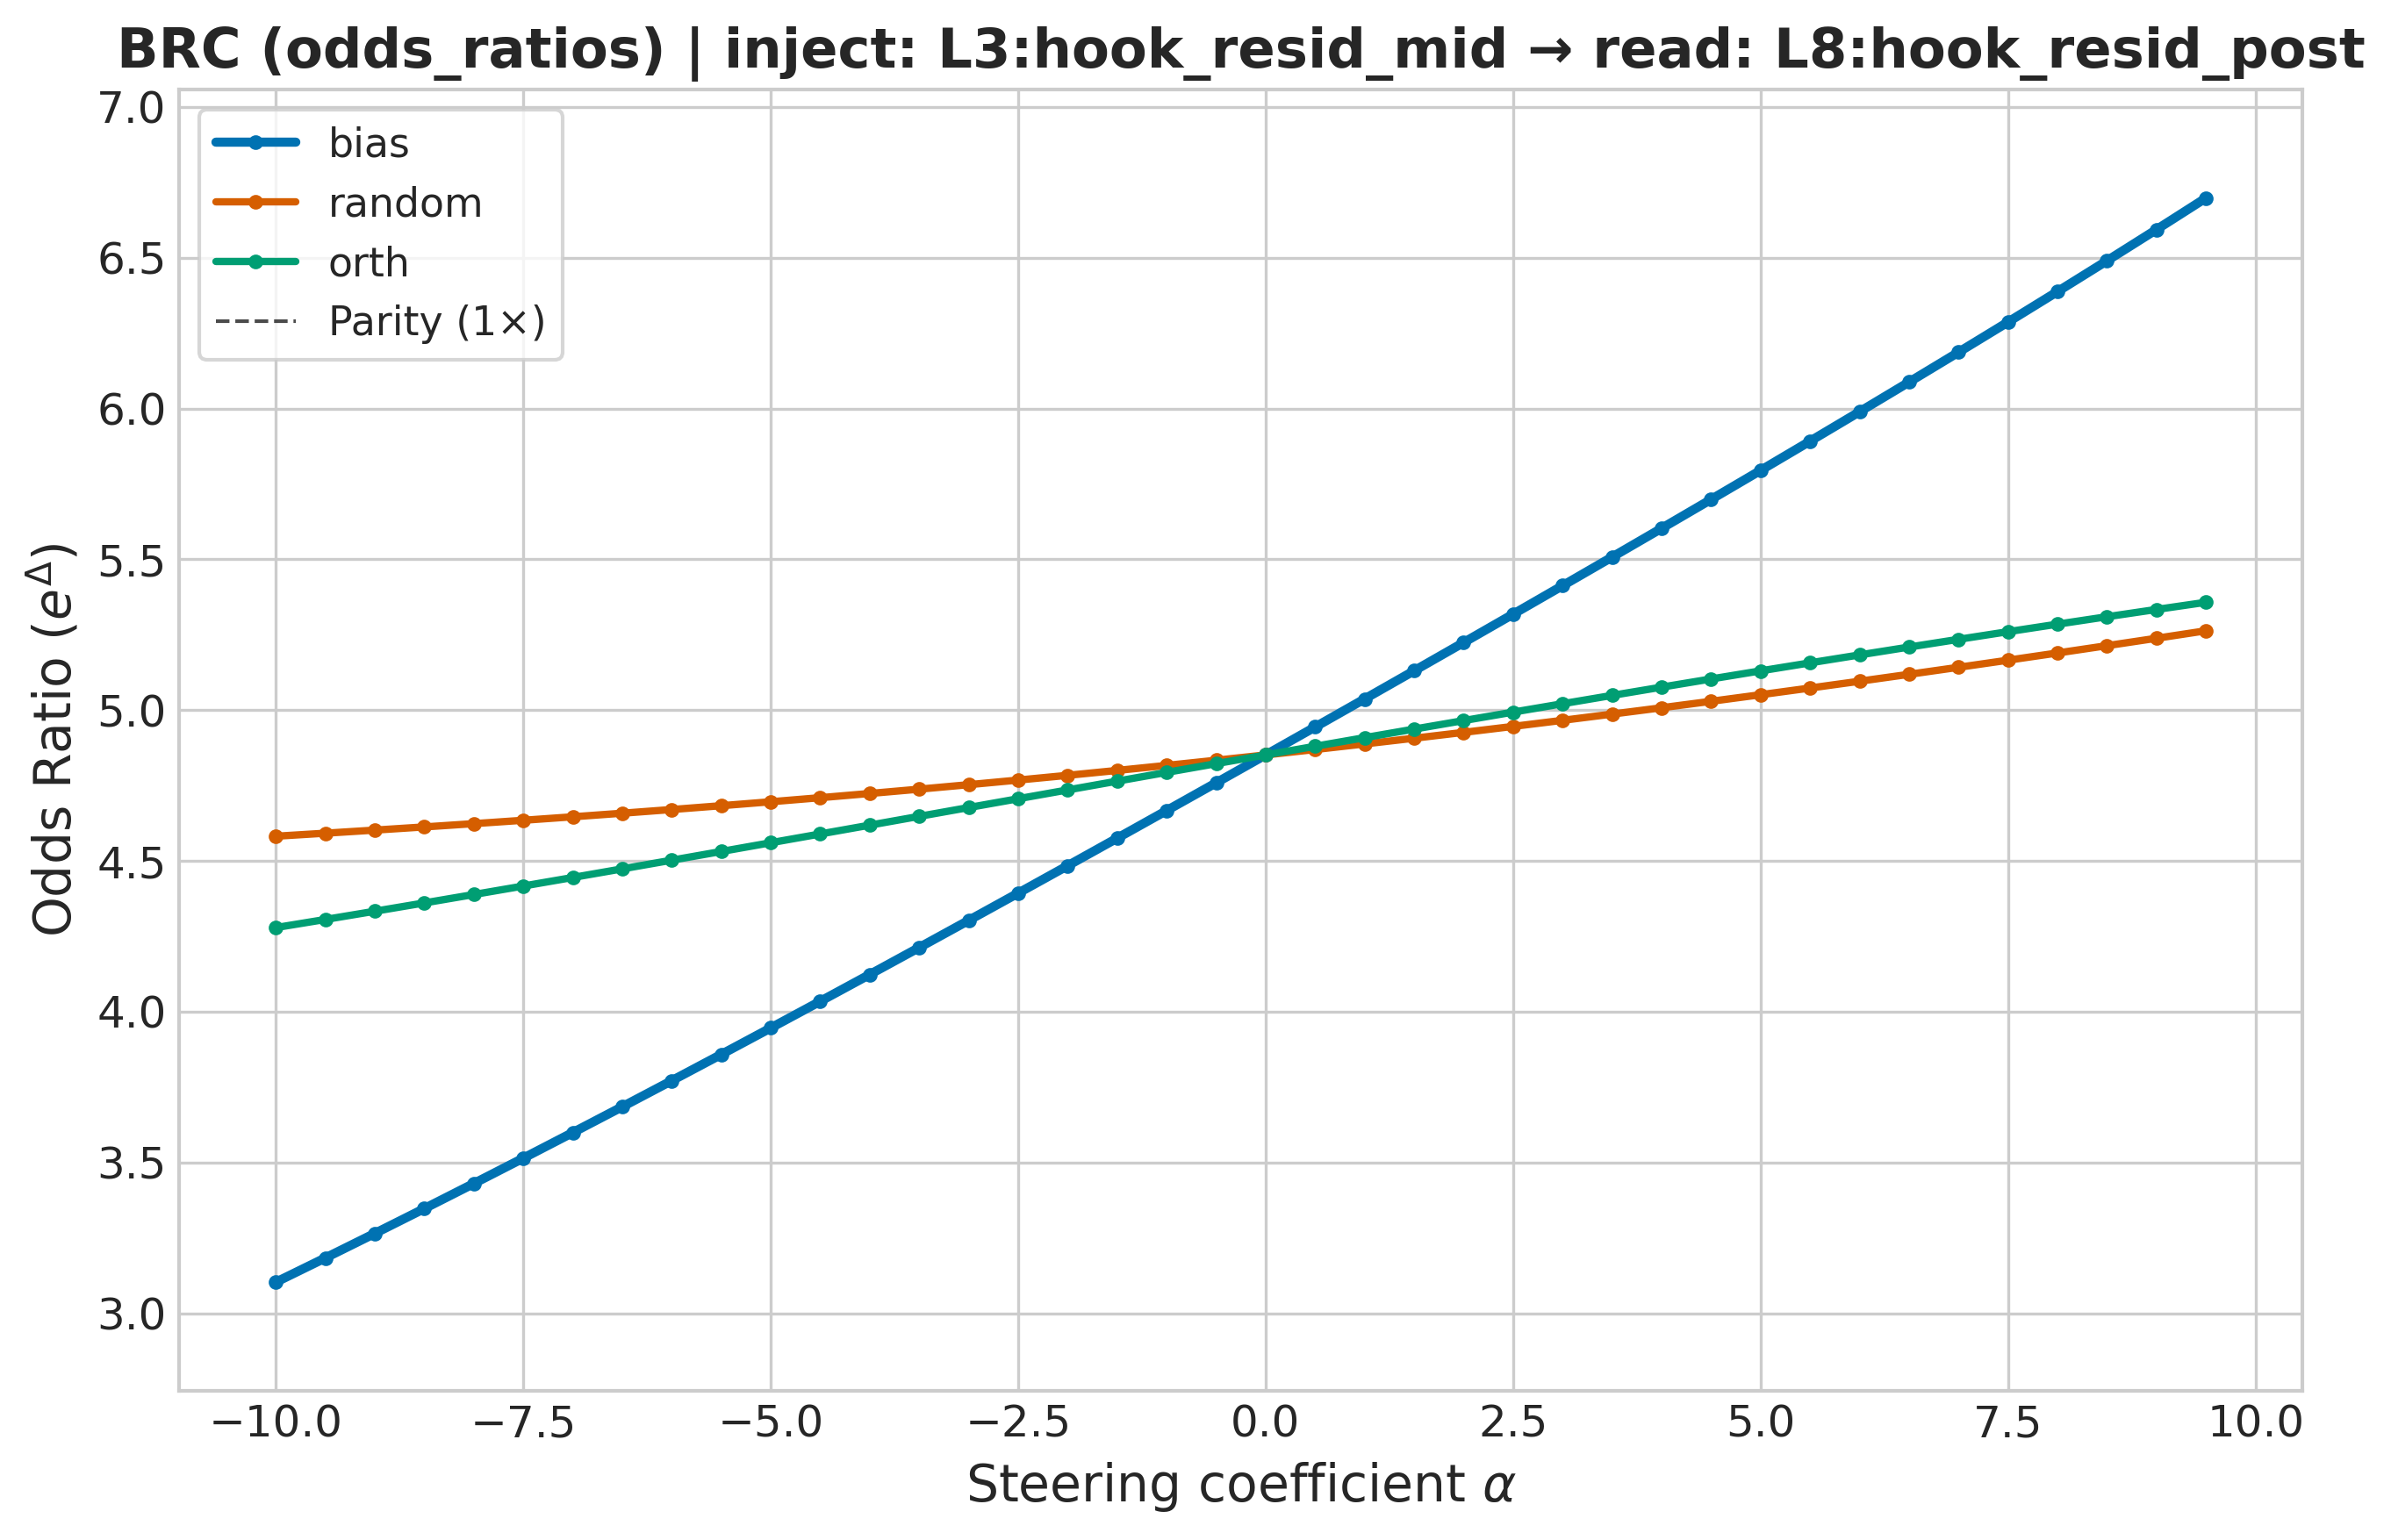 BRC (odds_ratios) | inject: L3:hook_resid_mid → read: L8:hook_resid_post
7.0
6.5
6.0
5.5
5.0
4.5
4.0
3.5
3.0
Odds Ratio (e^Δ)
bias
random
orth
Parity (1×)
−10.0 −7.5 −5.0 −2.5 0.0 2.5 5.0 7.5 10.0
Steering coefficient α